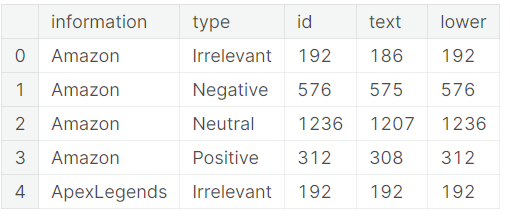 information type id text lower
0 Amazon Irrelevant 192 186 192
1 Amazon Negative 576 575 576
2 Amazon Neutral 1236 1207 1236
3 Amazon Positive 312 308 312
4 ApexLegends Irrelevant 192 192 192